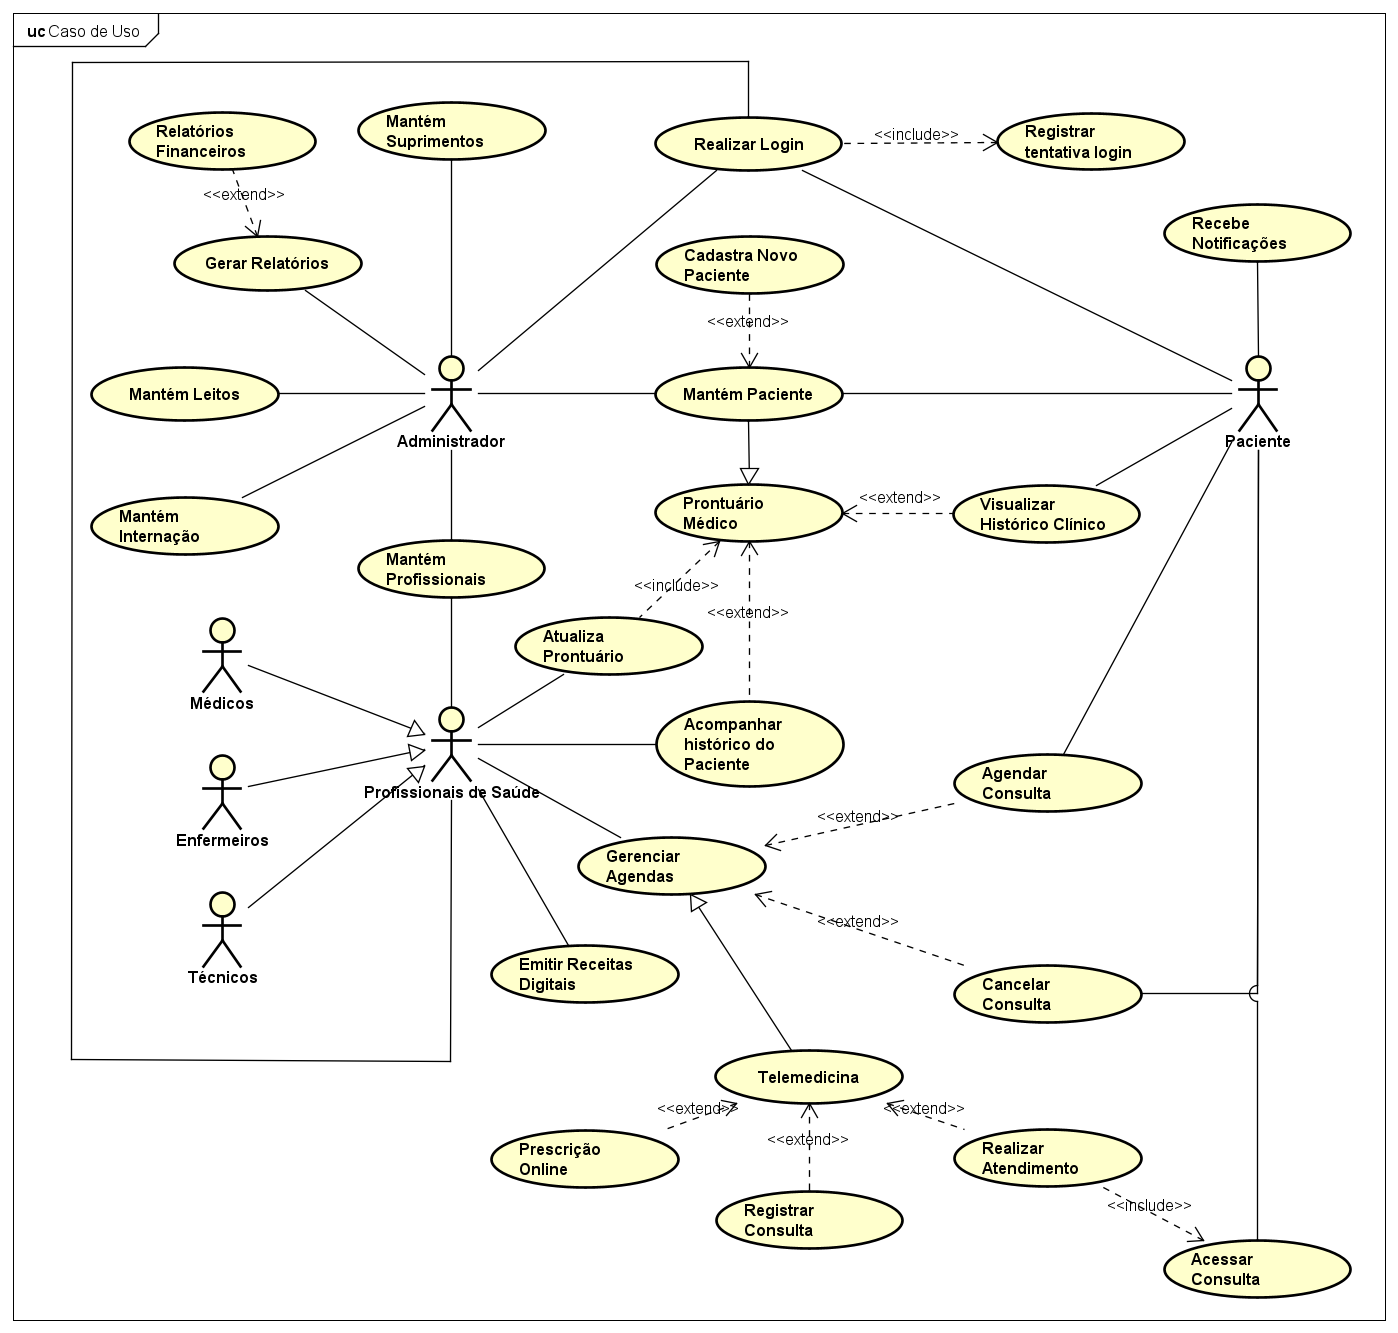 uc Caso de Uso
Relatórios
Financeiros
Mantém
Suprimentos
Realizar Login
<<include>>
Registrar
tentativa login
<<extend>>
Gerar Relatórios
Cadastra Novo
Paciente
Recebe
Notificações
<<extend>>
Mantém Leitos
Administrador
Mantém Paciente
Paciente
Mantém
Internação
Prontuário
Médico
<<extend>>
Visualizar
Histórico Clínico
Mantém
Profissionais
<<include>>
<<extend>>
Médicos
Atualiza
Prontuário
Acompanhar
histórico do
Paciente
Profissionais de Saúde
Enfermeiros
Agendar
Consulta
<<extend>>
Gerenciar
Agendas
<<extend>>
Técnicos
Emitir Receitas
Digitais
Cancelar
Consulta
Telemedicina
<<extend>>
<<extend>>
<<extend>>
Prescrição
Online
Realizar
Atendimento
Registrar
Consulta
<<include>>
Acessar
Consulta